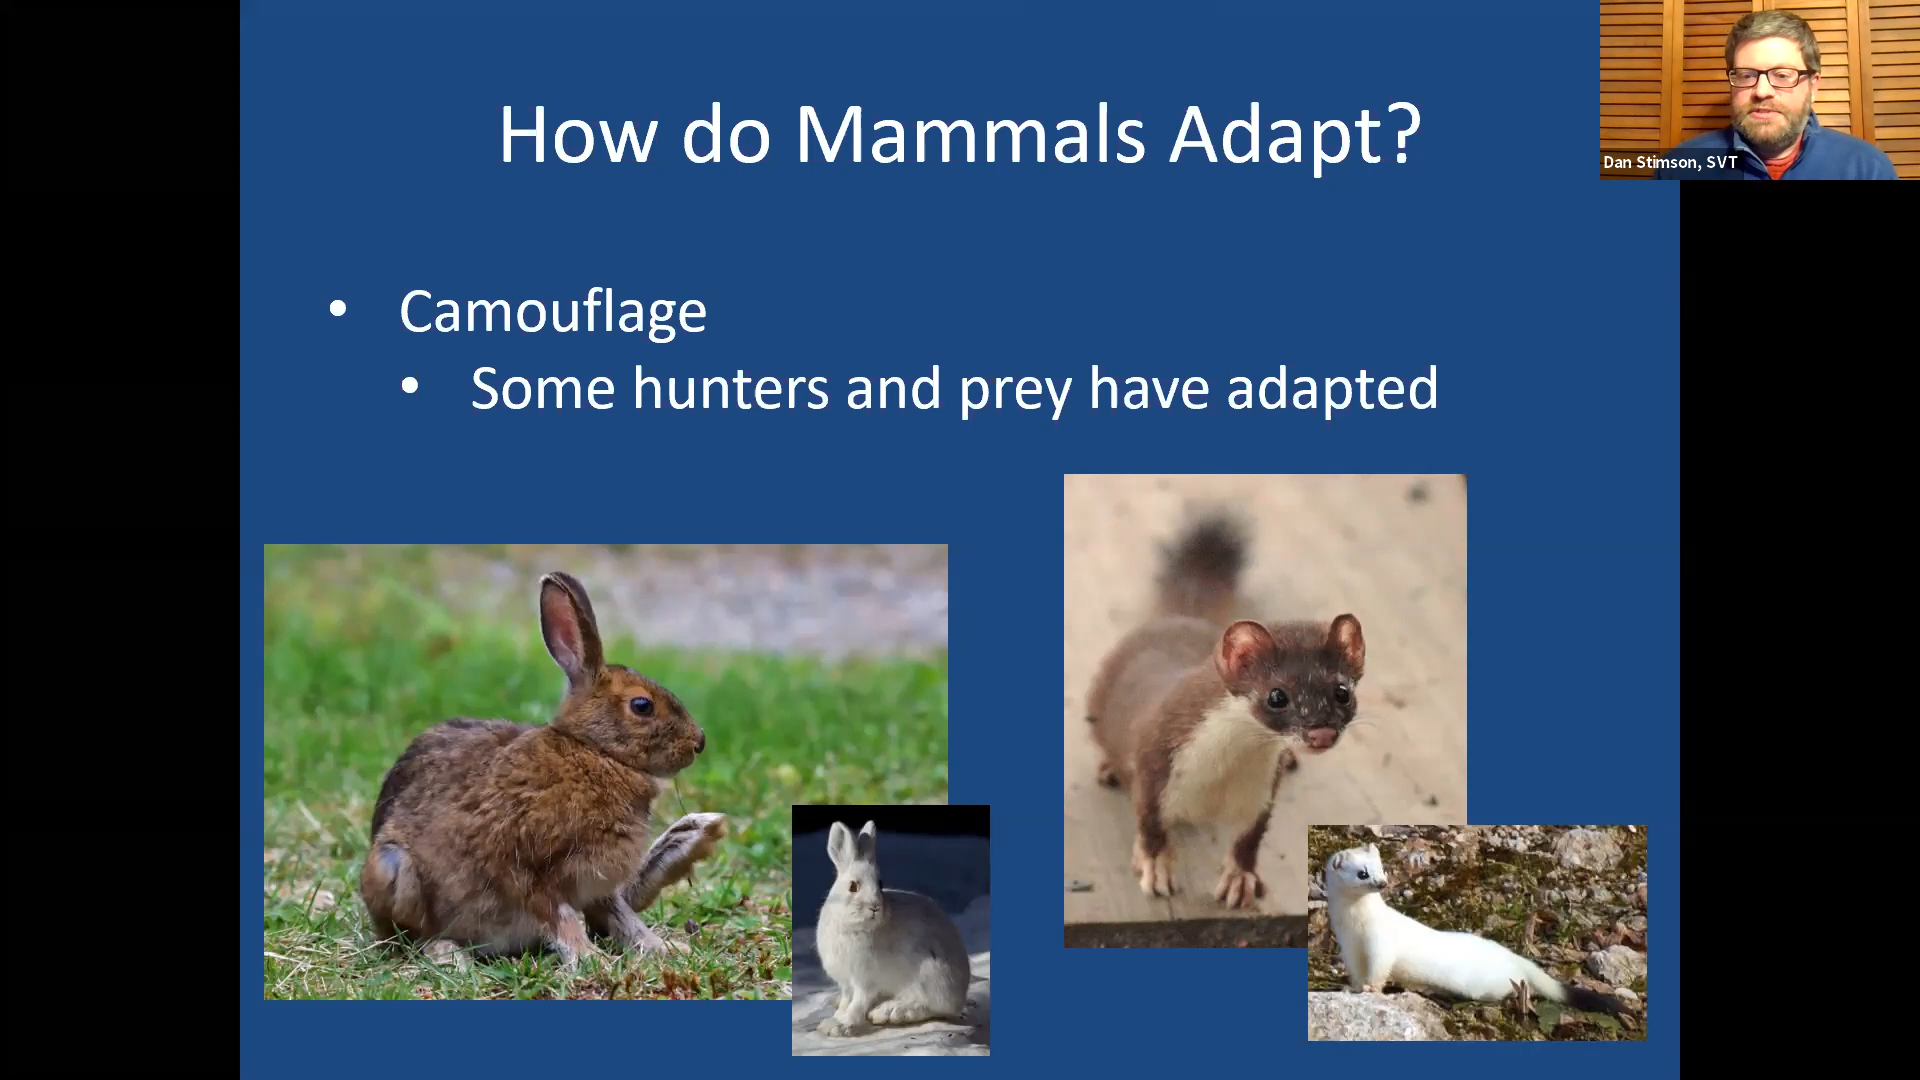 How do Mammals Adapt?
Dan Stimson, SVT
• Camouflage
• Some hunters and prey have adapted